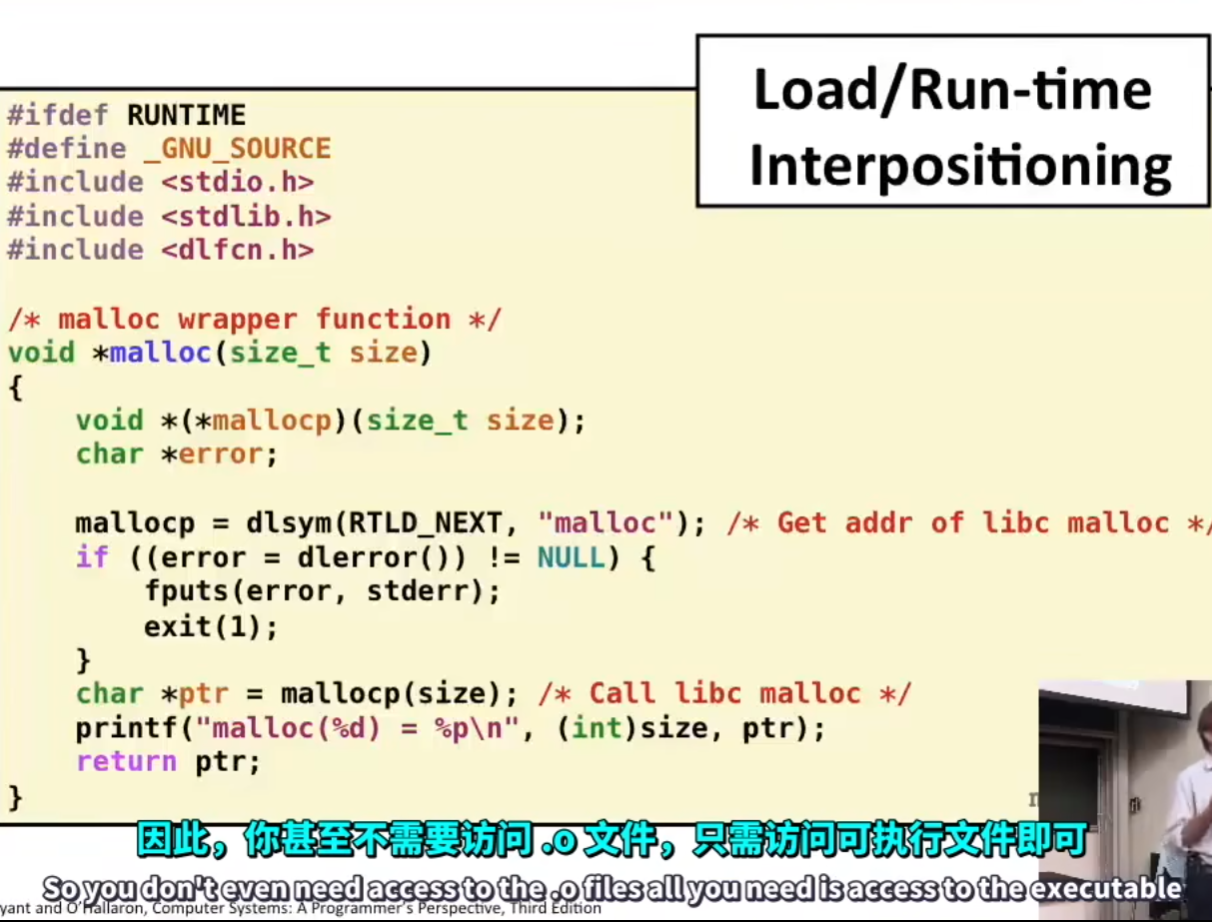 Load/Run-time
Interpositioning
#ifdef RUNTIME
#define _GNU_SOURCE
#include <stdio.h>
#include <stdlib.h>
#include <dlfcn.h>
/* malloc wrapper function */
void *malloc(size_t size)
{
    void *(*mallocp)(size_t size);
    char *error;
    mallocp = dlsym(RTLD_NEXT, "malloc"); /* Get addr of libc malloc */
    if ((error = dlerror()) != NULL) {
        fputs(error, stderr);
        exit(1);
    }
    char *ptr = mallocp(size); /* Call libc malloc */
    printf("malloc(%d) = %p\n", (int)size, ptr);
    return ptr;
}
因此，你甚至不需要访问 .o 文件，只需访问可执行文件即可
So you don't even need access to the .o files all you need is access to the executable
yant and O'Hallaron, Computer Systems: A Programmer's Perspective, Third Edition